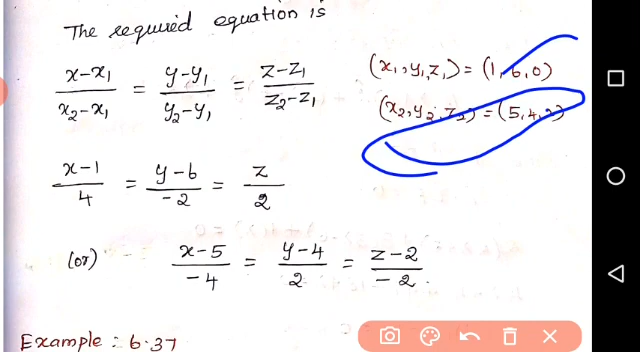 The required equation is
x-x₁/x₂-x₁ = y-y₁/y₂-y₁ = z-z₁/z₂-z₁
(x₁,y₁,z₁) = (1,6,0)
(x₂,y₂,z₂) = (5,4,2)
x-1/4 = y-6/-2 = z/2
(or) x-5/-4 = y-4/2 = z-2/-2.
Example : 6.37